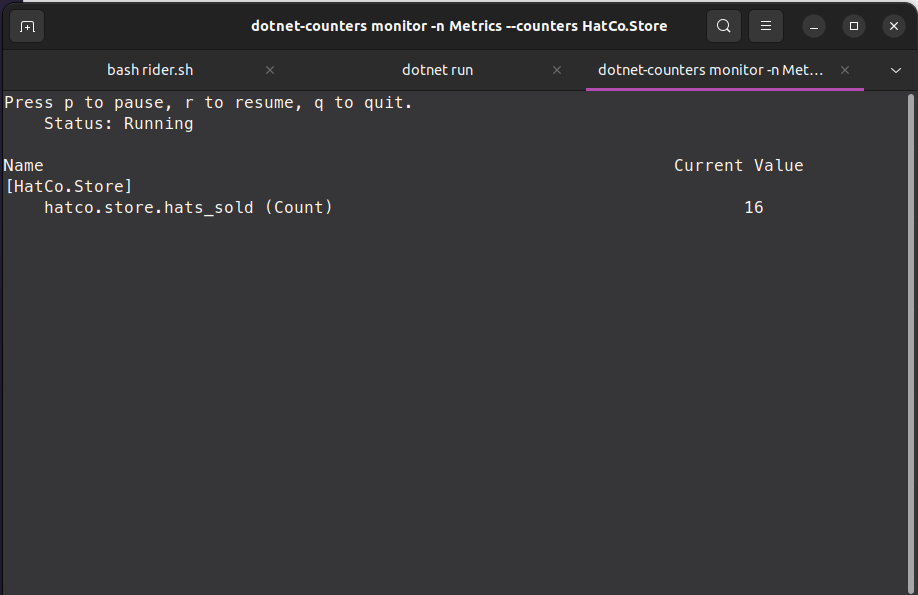 dotnet-counters monitor -n Metrics --counters HatCo.Store
bash rider.sh
dotnet run
dotnet-counters monitor -n Met…
Press p to pause, r to resume, q to quit.
Status: Running
Name Current Value
[HatCo.Store]
hatco.store.hats_sold (Count) 16